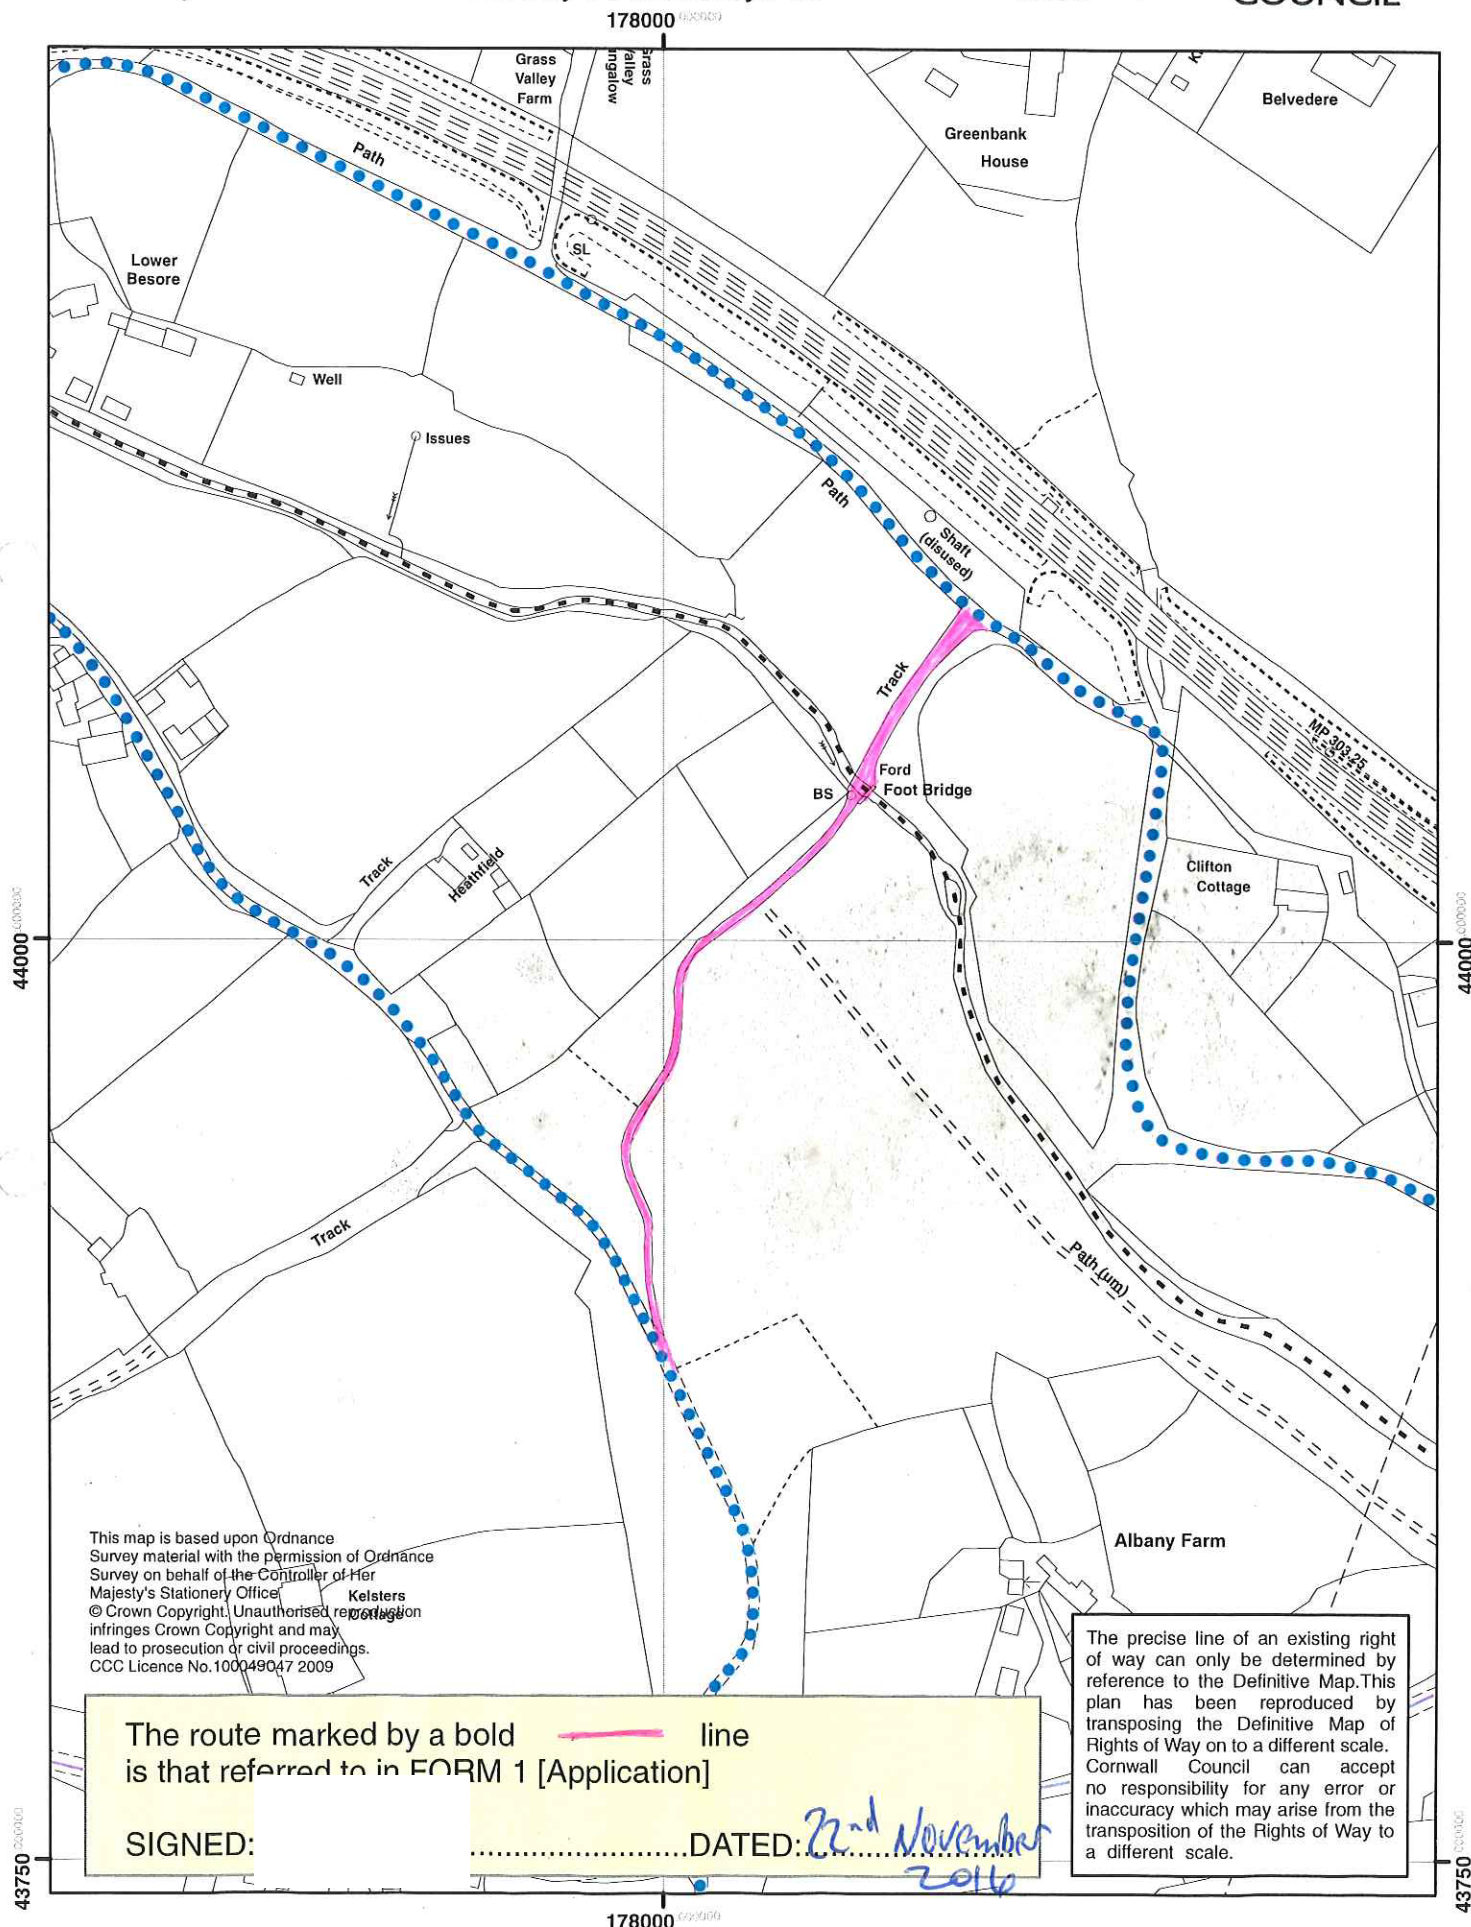 COUNCIL
178000
Grass
Valley
Farm
Grass
Valley
Greenbank
House
Belvedere
Path
SL
Lower
Besore
Well
Issues
Path
Shaft
(disused)
Track
MP 303.25
Ford
BS
Foot Bridge
Clifton
Cottage
Track
Heathfield
44000
44000
Track
Path (um)
Albany Farm
This map is based upon Ordnance
Survey material with the permission of Ordnance
Survey on behalf of the Controller of Her
Majesty's Stationery Office
© Crown Copyright. Unauthorised reproduction
infringes Crown Copyright and may
lead to prosecution or civil proceedings.
CCC Licence No.100049047 2009
Kelsters
Cottage
The precise line of an existing right
of way can only be determined by
reference to the Definitive Map.This
plan has been reproduced by
transposing the Definitive Map of
Rights of Way on to a different scale.
Cornwall Council can accept
no responsibility for any error or
inaccuracy which may arise from the
transposition of the Rights of Way to
a different scale.
The route marked by a bold line
is that referred to in FORM 1 [Application]
SIGNED: DATED: 22nd November
2016
43750
43750
178000